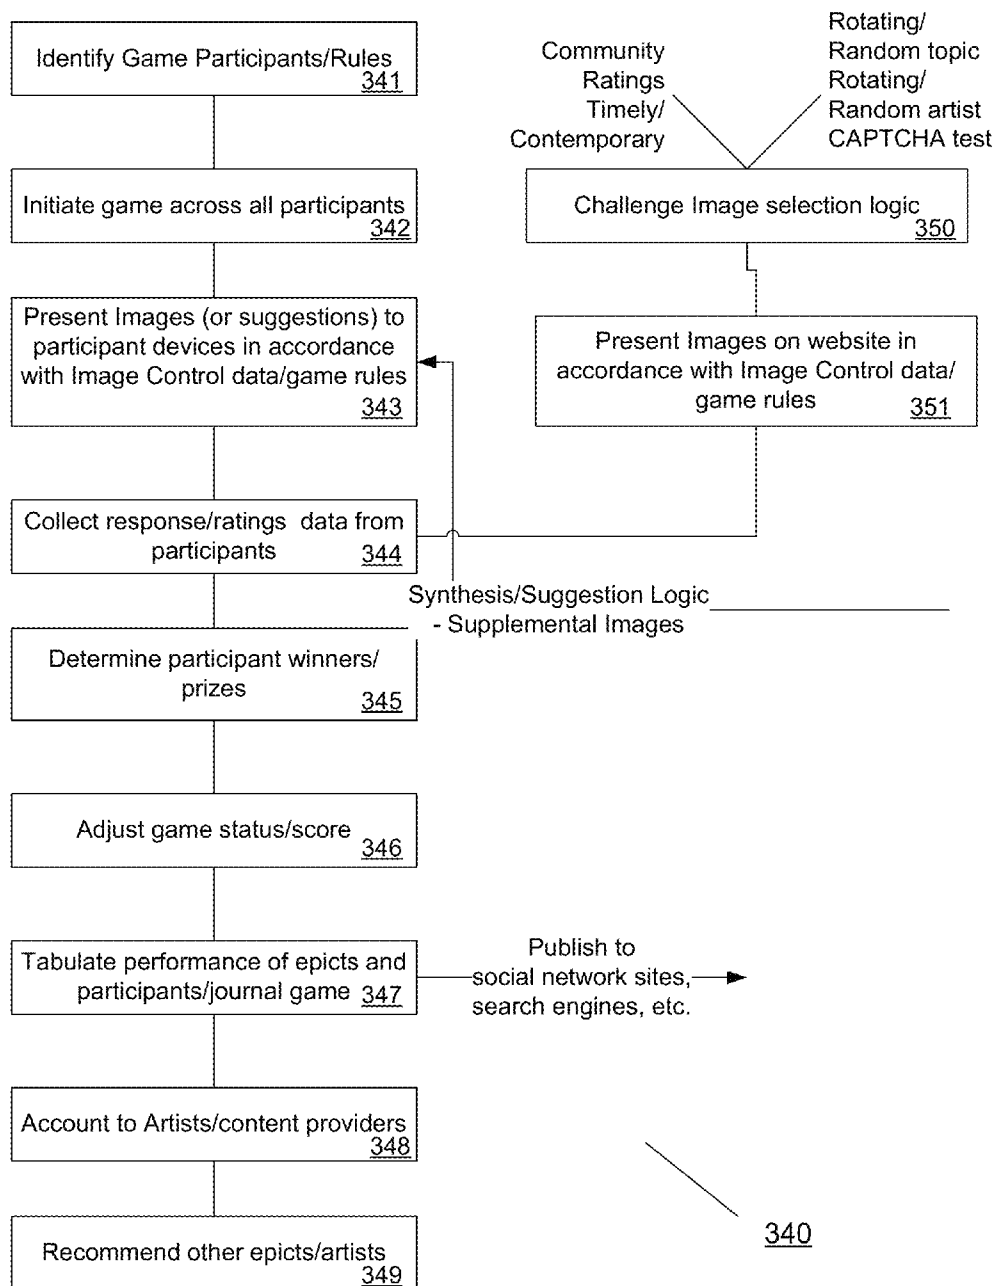 Identify Game Participants/Rules
341
Initiate game across all participants
342
Present Images (or suggestions) to
participant devices in accordance
with Image Control data/game rules
343
Collect response/ratings data from
participants
344
Determine participant winners/
prizes
345
Adjust game status/score
346
Tabulate performance of epicts and
participants/journal game
347
Account to Artists/content providers
348
Recommend other epicts/artists
349
Community
Ratings
Timely/
Contemporary
Rotating/
Random topic
Rotating/
Random artist
CAPTCHA test
Challenge Image selection logic
350
Present Images on website in
accordance with Image Control data/
game rules
351
Synthesis/Suggestion Logic
- Supplemental Images
Publish to
social network sites,
search engines, etc.
340